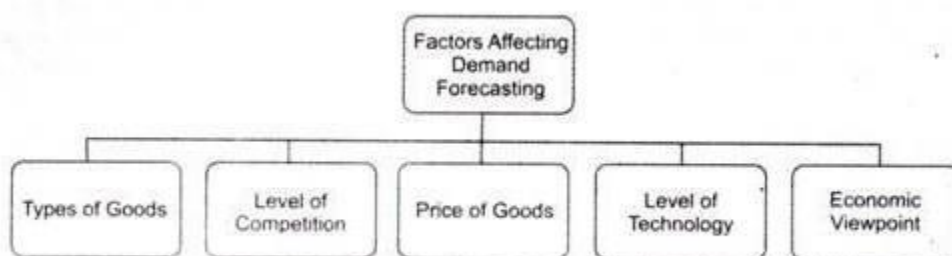 Factors Affecting
Demand
Forecasting
Types of Goods
Level of
Competition
Price of Goods
Level of
Technology
Economic
Viewpoint